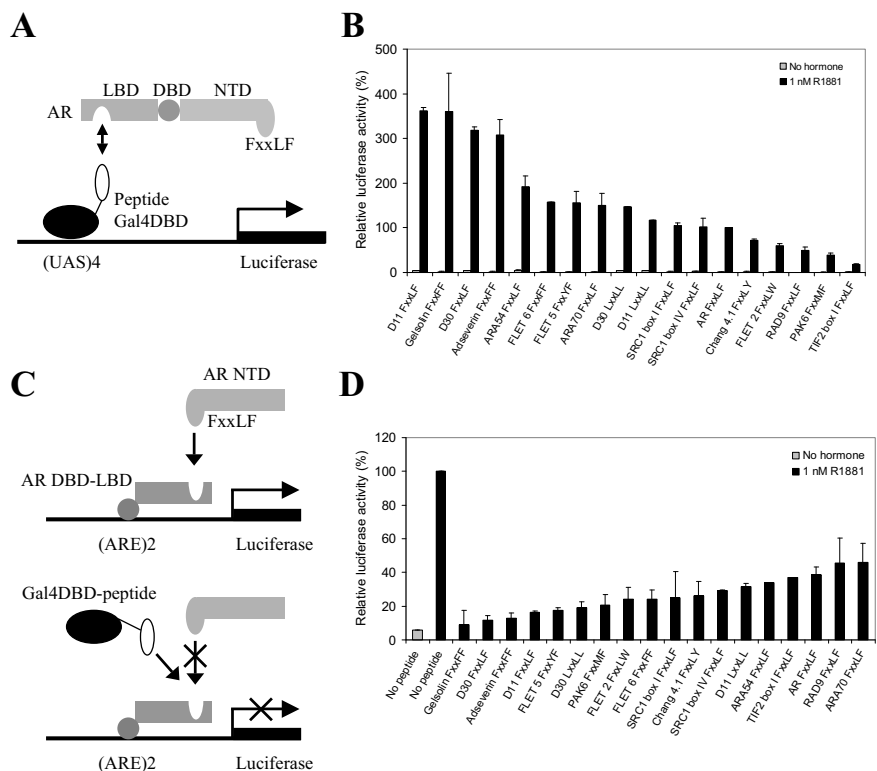 A
LBD DBD NTD
AR
FxxLF
Peptide
Gal4DBD
(UAS)4 Luciferase
B
500
400
300
200
100
0
Relative luciferase activity (%)
No hormone
1 nM R1881
D11 FxxLF
Gelsolin FxxFF
D30 FxxLF
Adseverin FxxFF
ARA54 FxxLF
FLET 6 FxxFF
FLET 5 FxxYF
ARA70 FxxLF
D30 LxxLL
D11 LxxLL
SRC1 box I FxxLF
SRC1 box IV FxxLF
AR FxxLF
Chang 4.1 FxxLY
FLET 2 FxxLW
RAD9 FxxLF
PAK6 FxxMF
TIF2 box I FxxLF
C
AR NTD
FxxLF
AR DBD-LBD
(ARE)2 Luciferase
Gal4DBD-peptide
(ARE)2 Luciferase
D
120
100
80
60
40
20
0
Relative luciferase activity (%)
No hormone
1 nM R1881
No peptide
No peptide
Gelsolin FxxFF
D30 FxxLF
Adseverin FxxFF
D11 FxxLF
FLET 5 FxxYF
D30 LxxLL
PAK6 FxxMF
FLET 2 FxxLW
FLET 6 FxxFF
SRC1 box I FxxLF
Chang 4.1 FxxLY
SRC1 box IV FxxLF
D11 LxxLL
ARA54 FxxLF
TIF2 box I FxxLF
AR FxxLF
RAD9 FxxLF
ARA70 FxxLF